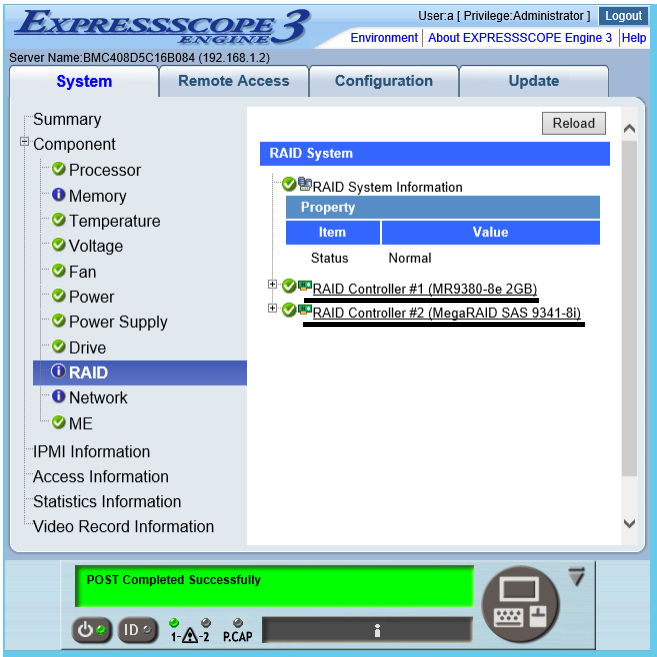 EXPRESSSCOPE ENGINE 3
User:a [ Privilege:Administrator ] Logout
Environment About EXPRESSSCOPE Engine 3 Help
Server Name:BMC408D5C16B084 (192.168.1.2)
System Remote Access Configuration Update
Summary
Component
Processor
Memory
Temperature
Voltage
Fan
Power
Power Supply
Drive
RAID
Network
ME
IPMI Information
Access Information
Statistics Information
Video Record Information
Reload
RAID System
RAID System Information
Property
Item Value
Status Normal
RAID Controller #1 (MR9380-8e 2GB)
RAID Controller #2 (MegaRAID SAS 9341-8i)
POST Completed Successfully
ID 1- -2 P.CAP